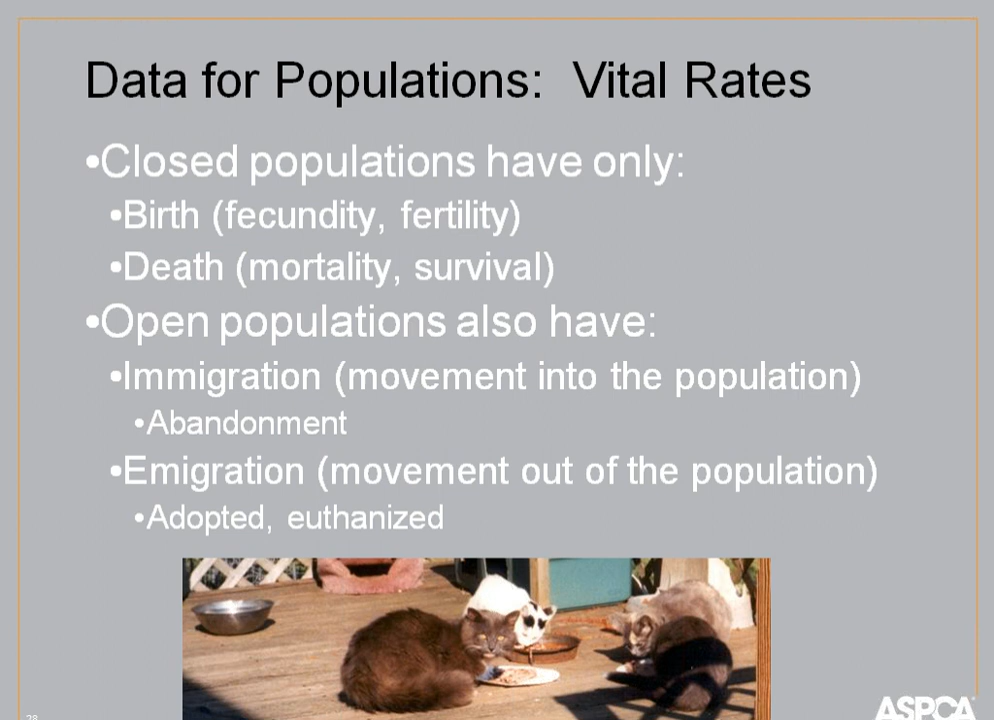 Data for Populations: Vital Rates
•Closed populations have only:
•Birth (fecundity, fertility)
•Death (mortality, survival)
•Open populations also have:
•Immigration (movement into the population)
•Abandonment
•Emigration (movement out of the population)
•Adopted, euthanized
28
ASPCA